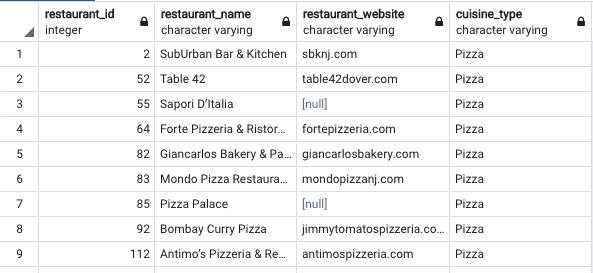 restaurant_id restaurant_name restaurant_website cuisine_type
integer character varying character varying character varying
1 2 SubUrban Bar & Kitchen sbknj.com Pizza
2 52 Table 42 table42dover.com Pizza
3 55 Sapori D’Italia [null] Pizza
4 64 Forte Pizzeria & Ristor... fortepizzeria.com Pizza
5 82 Giancarlos Bakery & Pa... giancarlosbakery.com Pizza
6 83 Mondo Pizza Restaura... mondopizzanj.com Pizza
7 85 Pizza Palace [null] Pizza
8 92 Bombay Curry Pizza jimmytomatospizzeria.co... Pizza
9 112 Antimo’s Pizzeria & Re... antimospizzeria.com Pizza